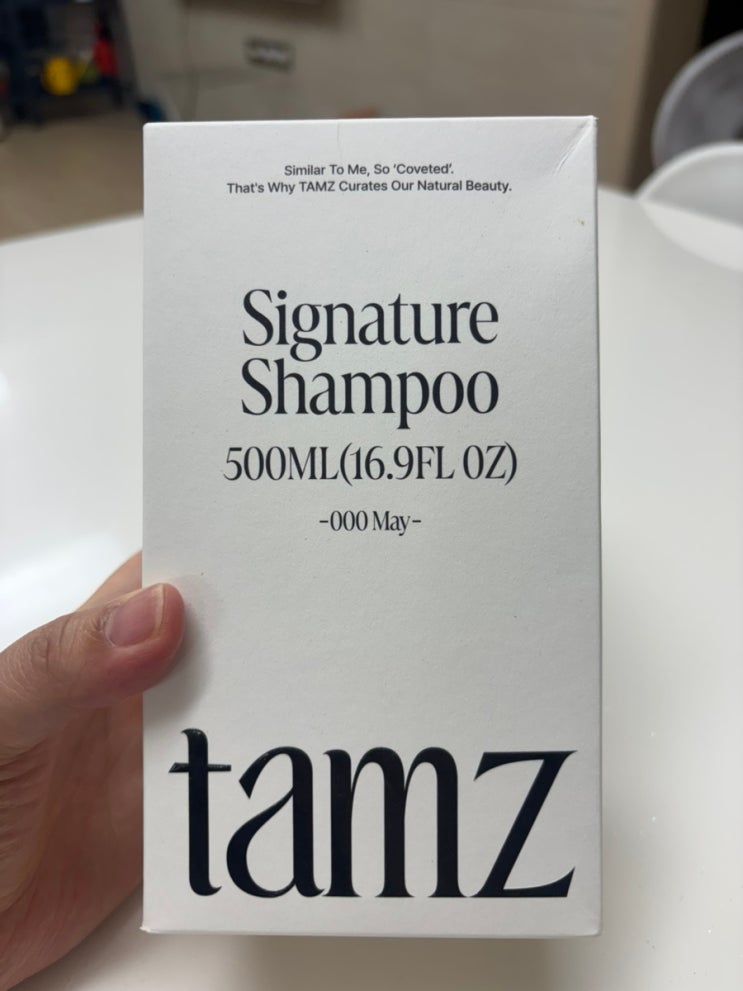 Similar To Me, So ‘Coveted’.
That's Why TAMZ Curates Our Natural Beauty.
Signature
Shampoo
500ML(16.9FL OZ)
-000 May-
tamz